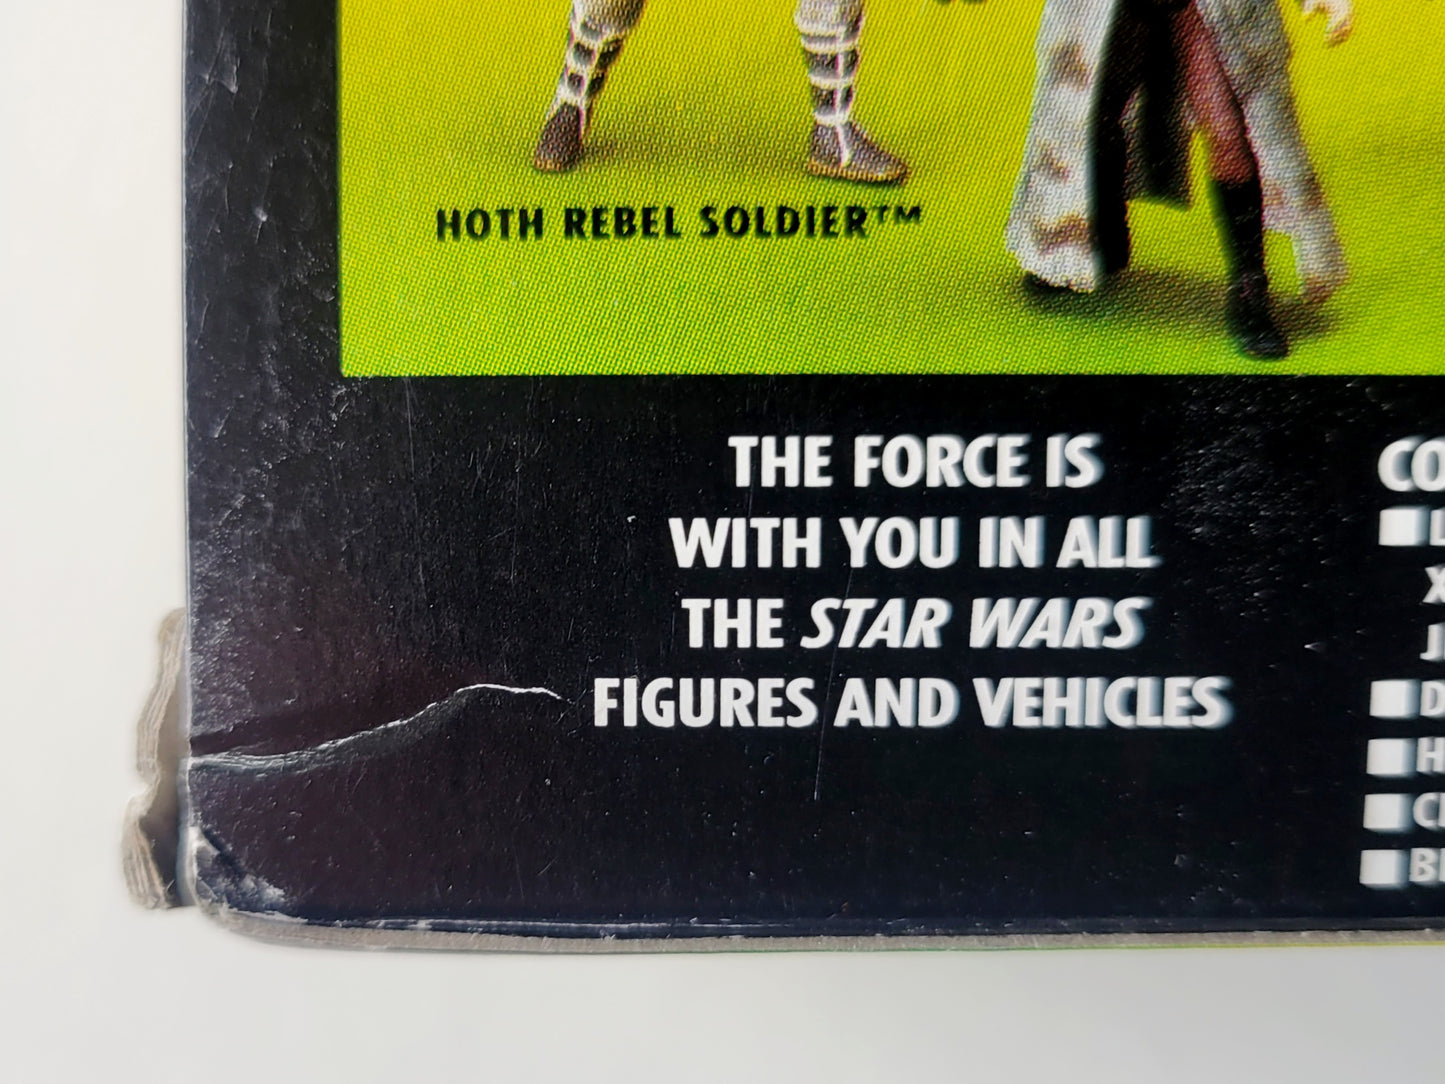 HOTH REBEL SOLDIER™
THE FORCE IS
WITH YOU IN ALL
THE STAR WARS
FIGURES AND VEHICLES